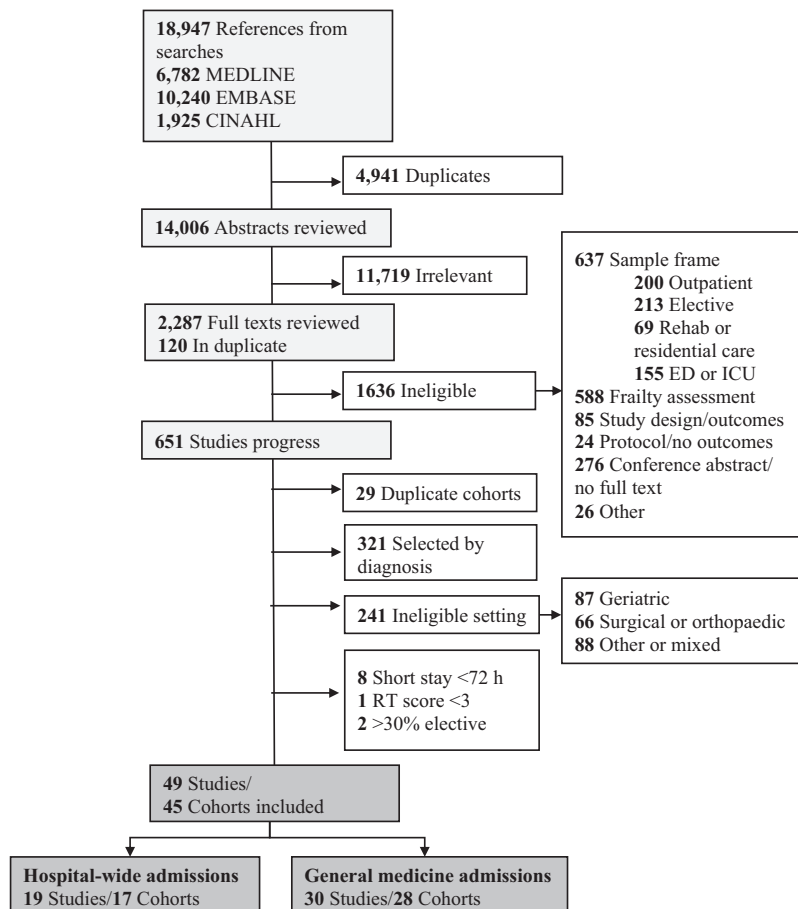 18,947 References from
searches
6,782 MEDLINE
10,240 EMBASE
1,925 CINAHL
4,941 Duplicates
14,006 Abstracts reviewed
11,719 Irrelevant
2,287 Full texts reviewed
120 In duplicate
1636 Ineligible
637 Sample frame
200 Outpatient
213 Elective
69 Rehab or
residential care
155 ED or ICU
588 Frailty assessment
85 Study design/outcomes
24 Protocol/no outcomes
276 Conference abstract/
no full text
26 Other
651 Studies progress
29 Duplicate cohorts
321 Selected by
diagnosis
241 Ineligible setting
87 Geriatric
66 Surgical or orthopaedic
88 Other or mixed
8 Short stay <72 h
1 RT score <3
2 >30% elective
49 Studies/
45 Cohorts included
Hospital-wide admissions
19 Studies/17 Cohorts
General medicine admissions
30 Studies/28 Cohorts